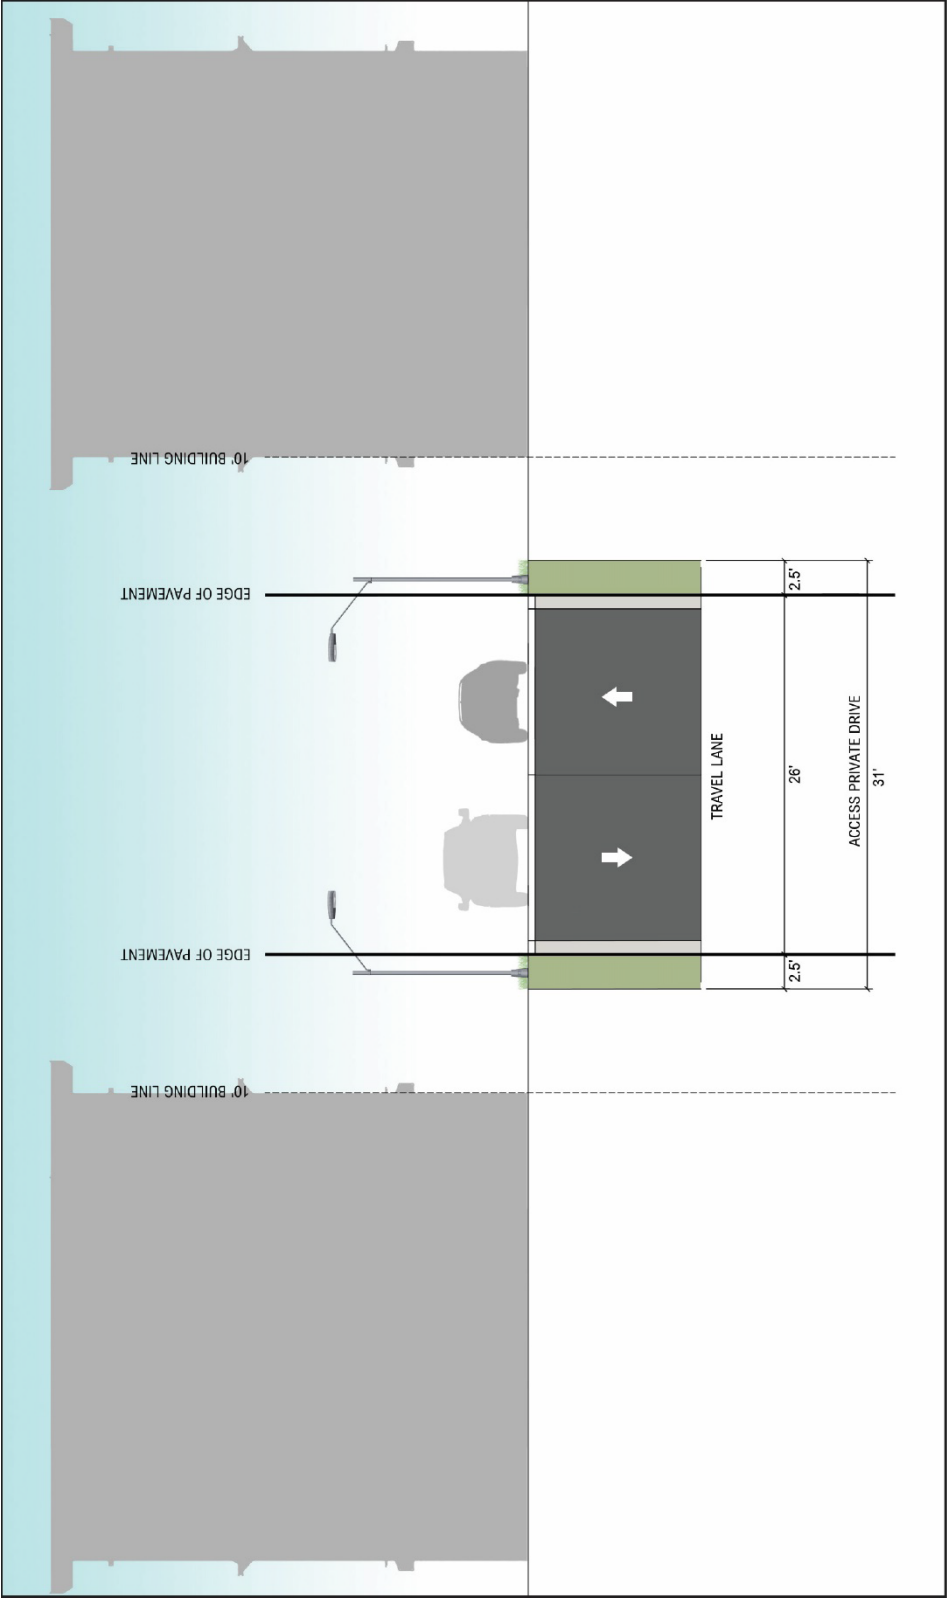 10' BUILDING LINE
EDGE OF PAVEMENT
EDGE OF PAVEMENT
10' BUILDING LINE
TRAVEL LANE
2.5'
26'
2.5'
ACCESS PRIVATE DRIVE
31'